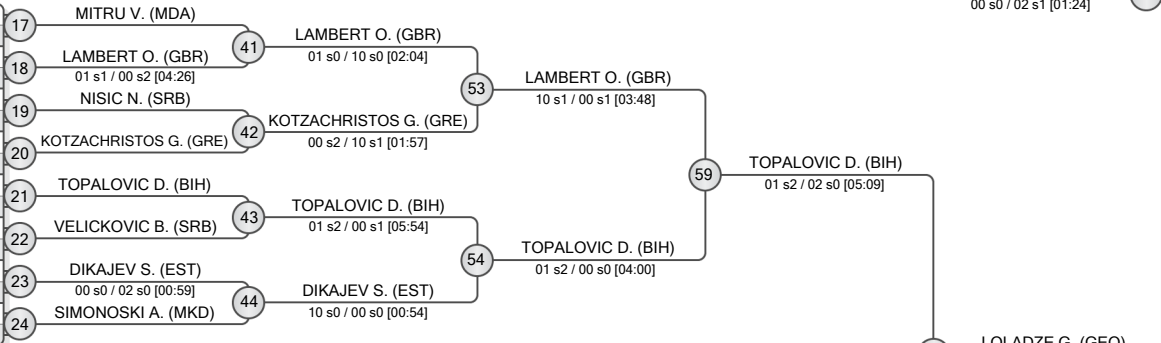 00 s0 / 02 s1 [01:24]
17
MITRU V. (MDA)
18
LAMBERT O. (GBR)
01 s1 / 00 s2 [04:26]
19
NISIC N. (SRB)
20
KOTZACHRISTOS G. (GRE)
21
TOPALOVIC D. (BIH)
22
VELICKOVIC B. (SRB)
23
DIKAJEV S. (EST)
00 s0 / 02 s0 [00:59]
24
SIMONOSKI A. (MKD)
41
LAMBERT O. (GBR)
01 s0 / 10 s0 [02:04]
42
KOTZACHRISTOS G. (GRE)
00 s2 / 10 s1 [01:57]
43
TOPALOVIC D. (BIH)
01 s2 / 00 s1 [05:54]
44
DIKAJEV S. (EST)
10 s0 / 00 s0 [00:54]
53
LAMBERT O. (GBR)
10 s1 / 00 s1 [03:48]
54
TOPALOVIC D. (BIH)
01 s2 / 00 s0 [04:00]
59
TOPALOVIC D. (BIH)
01 s2 / 02 s0 [05:09]
LOLADZE G. (GEO)